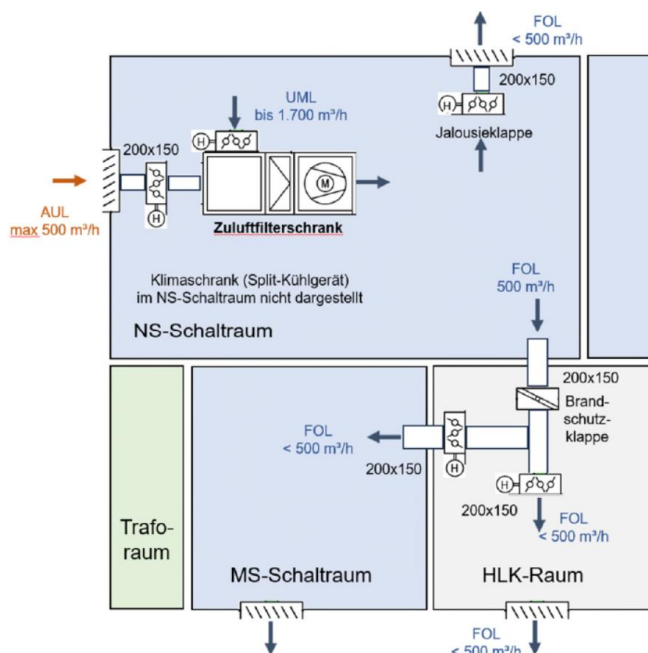 FOL
< 500 m³/h
200x150
UML
bis 1.700 m³/h
H
H
Jalousieklappe
200x150
M
AUL
max 500 m³/h
H
Zuluftfilterschrank
Klimaschrank (Split-Kühlgerät)
im NS-Schaltraum nicht dargestellt
FOL
500 m³/h
NS-Schaltraum
200x150
Brand-
schutz-
klappe
FOL
< 500 m³/h
200x150
H
H
200x150
FOL
< 500 m³/h
Trafo-
raum
MS-Schaltraum
HLK-Raum
FOL
< 500 m³/h